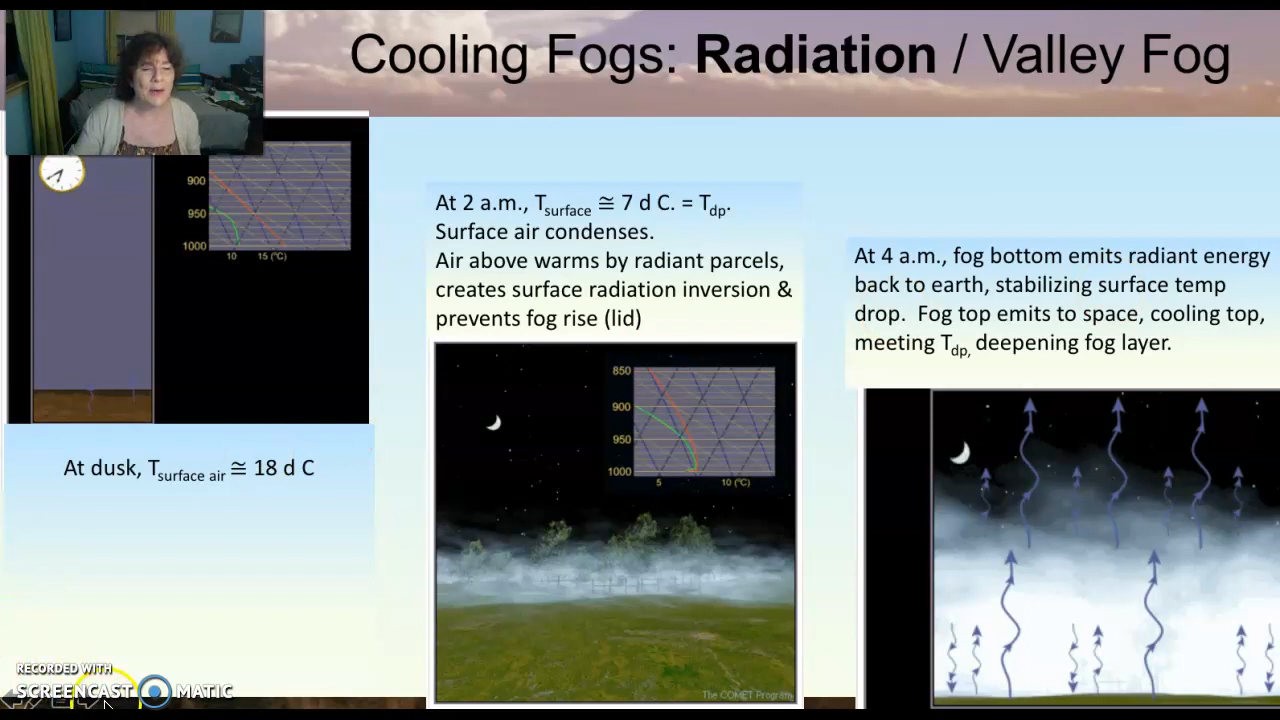 Cooling Fogs: Radiation / Valley Fog
900
950
1000
10 15 (°C)
At dusk, Tsurface air ≅ 18 d C
At 2 a.m., Tsurface ≅ 7 d C. = Tdp.
Surface air condenses.
Air above warms by radiant parcels,
creates surface radiation inversion &
prevents fog rise (lid)
850
900
950
1000
5 10 (°C)
The COMET Program
At 4 a.m., fog bottom emits radiant energy
back to earth, stabilizing surface temp
drop. Fog top emits to space, cooling top,
meeting Tdp, deepening fog layer.
RECORDED WITH
SCREENCAST MATIC